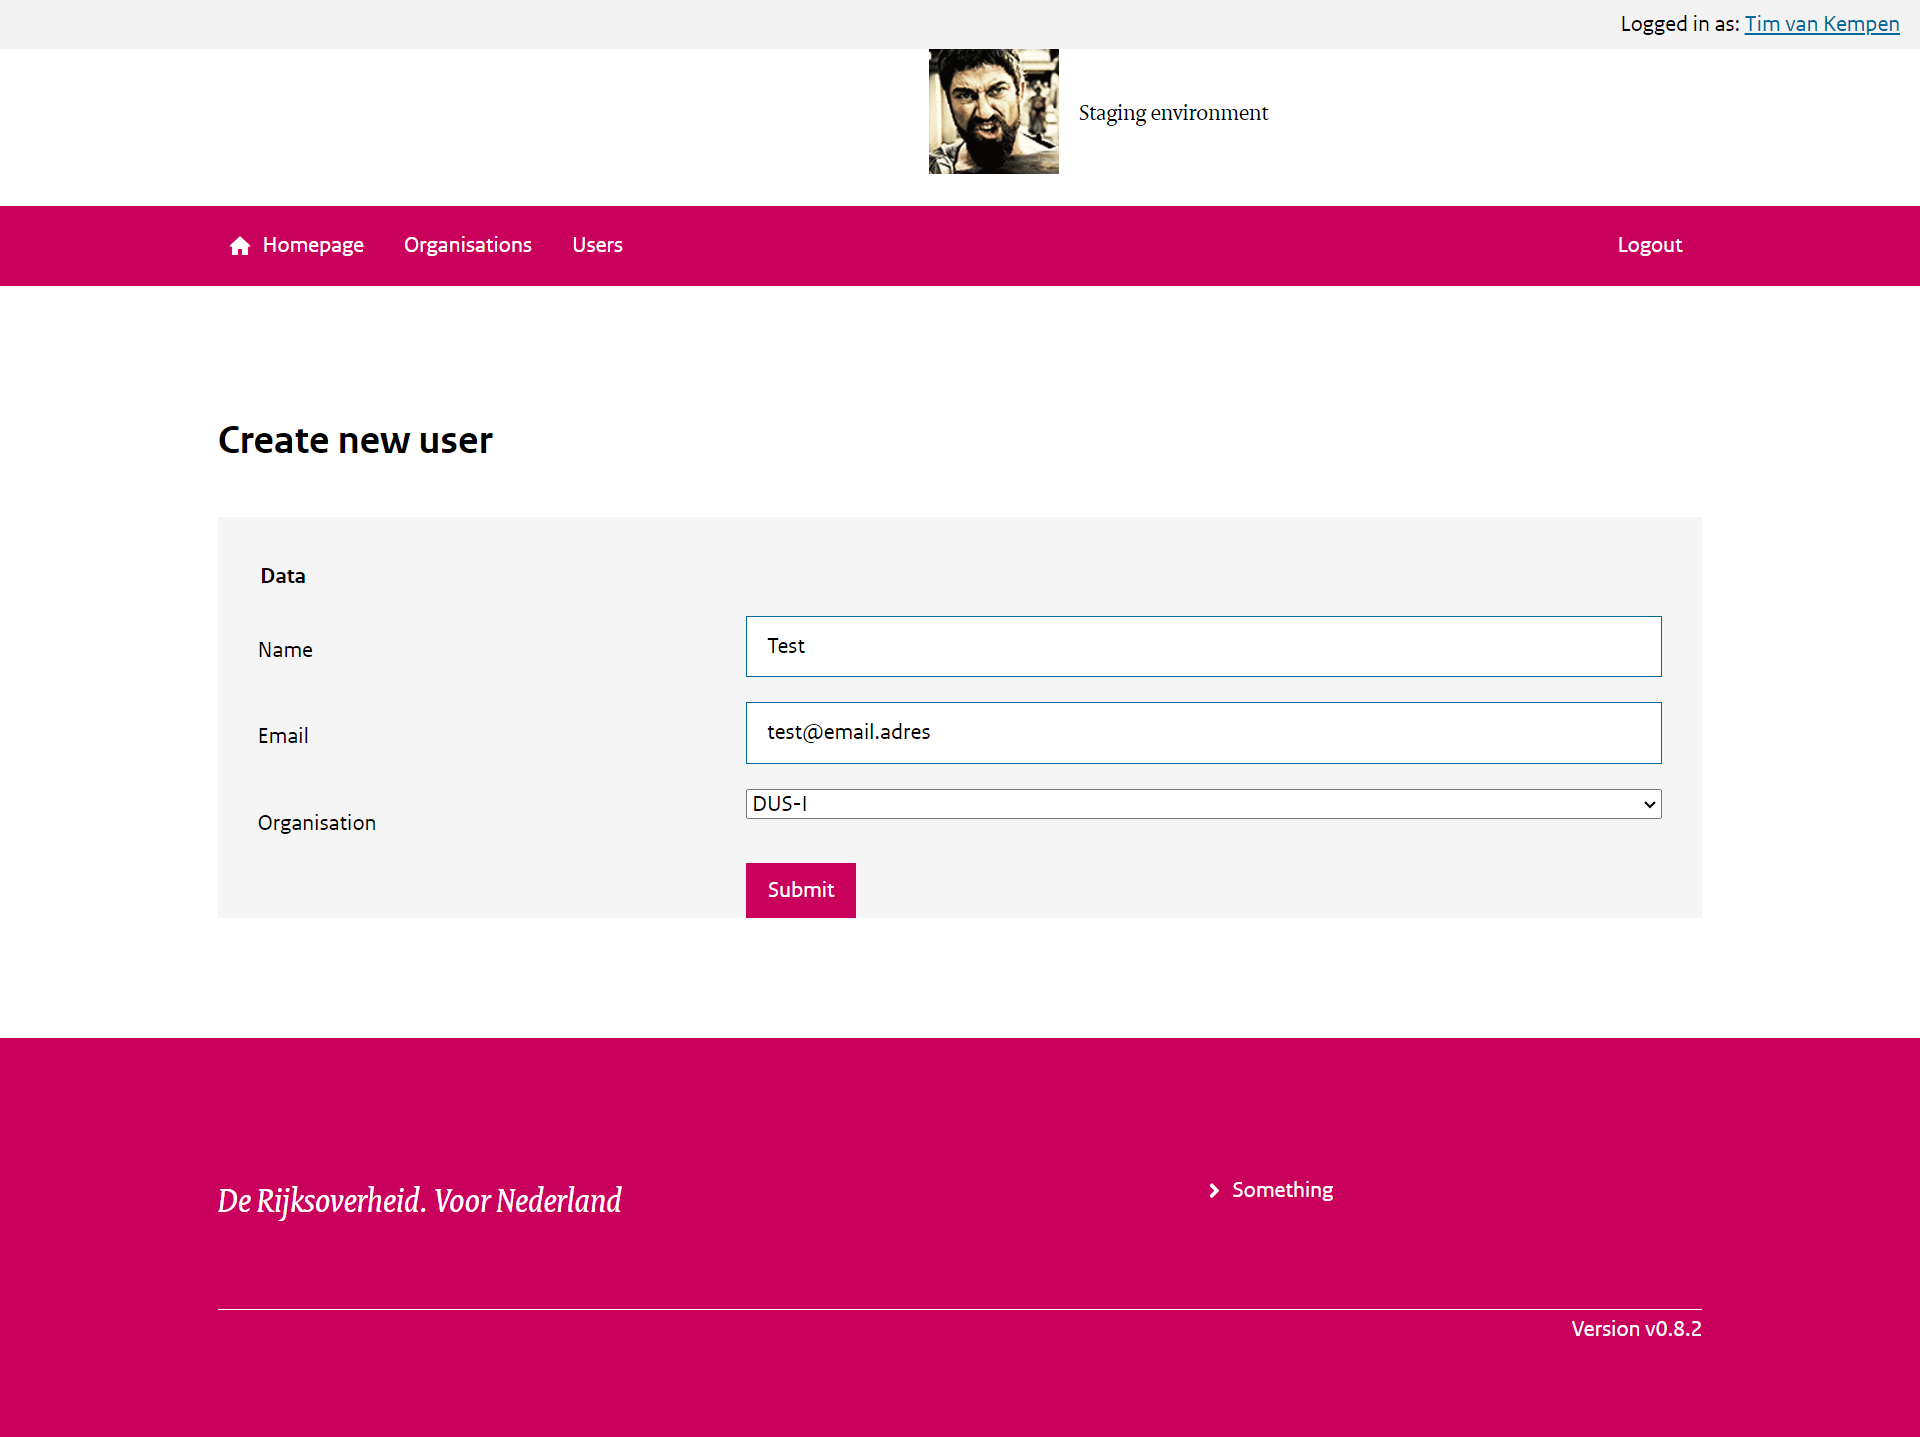 Logged in as: Tim van Kempen
Staging environment
Homepage Organisations Users Logout
Create new user
Data
Name Test
Email test@email.adres
Organisation DUS-I
Submit
De Rijksoverheid. Voor Nederland
Something
Version v0.8.2